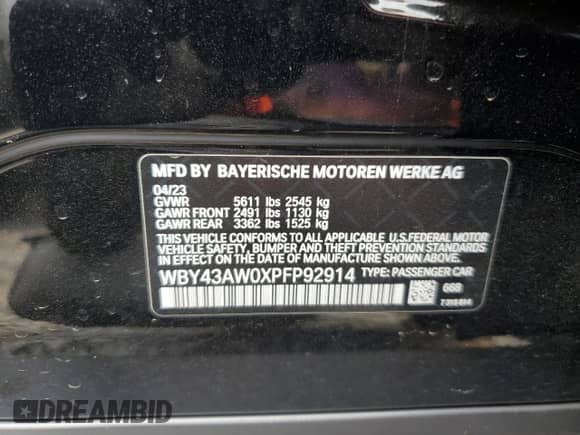 MFD BY BAYERISCHE MOTOREN WERKE AG
04/23
GVWR 5611 lbs 2545 kg
GAWR FRONT 2491 lbs 1130 kg
GAWR REAR 3362 lbs 1525 kg
THIS VEHICLE CONFORMS TO ALL APPLICABLE U.S.FEDERAL MOTOR
VEHICLE SAFETY, BUMPER AND THEFT PREVENTION STANDARDS
IN EFFECT ON THE DATE OF MANUFACTURE SHOWN ABOVE.
WBY43AW0XPFP92914 TYPE: PASSENGER CAR
668
DREAMBID